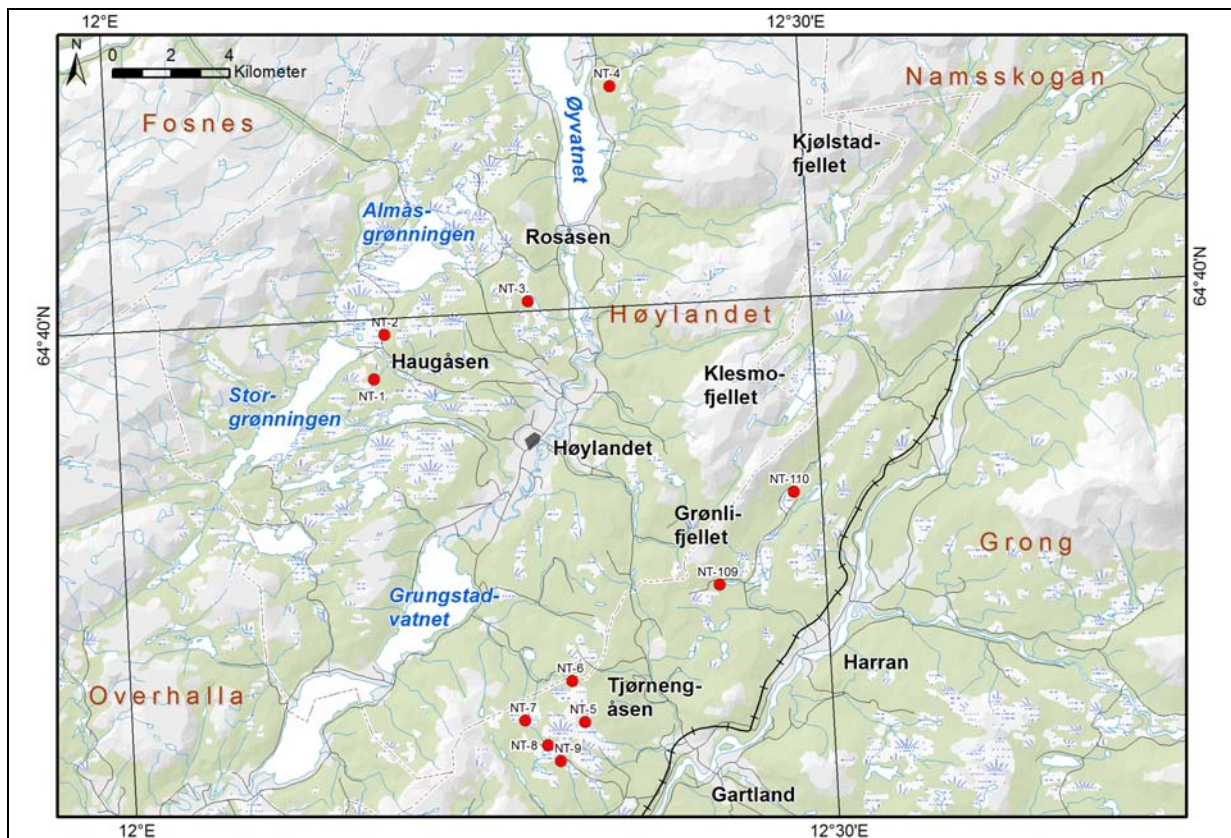 12°E
12°30'E
N
0 2 4
Kilometer
NT-4
Namsskogan
Fosnes
Øyvatnet
Kjølstad-
fjellet
Almås-
grønningen
Rosåsen
64°40'N
NT-3
Høylandet
64°40'N
NT-2
Haugåsen
NT-1
Klesmo-
fjellet
Stor-
grønningen
Høylandet
NT-110
Grønli-
fjellet
Grong
NT-109
Grungstad-
vatnet
Harran
NT-6
Tjørneng-
åsen
Overhalla
NT-7
NT-5
NT-8
NT-9
Gartland
12°E
12°30'E